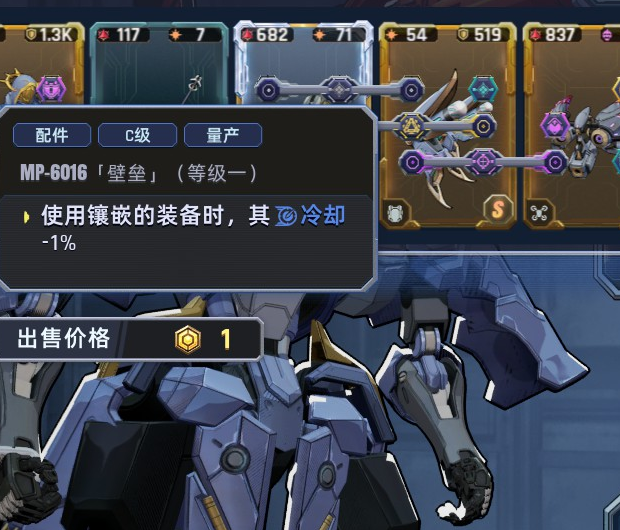 1.3K 117 7 682 71 54 519 837
配件 C级 量产
MP-6016「壁垒」（等级一）
使用镶嵌的装备时，其冷却
-1%
S
出售价格 1